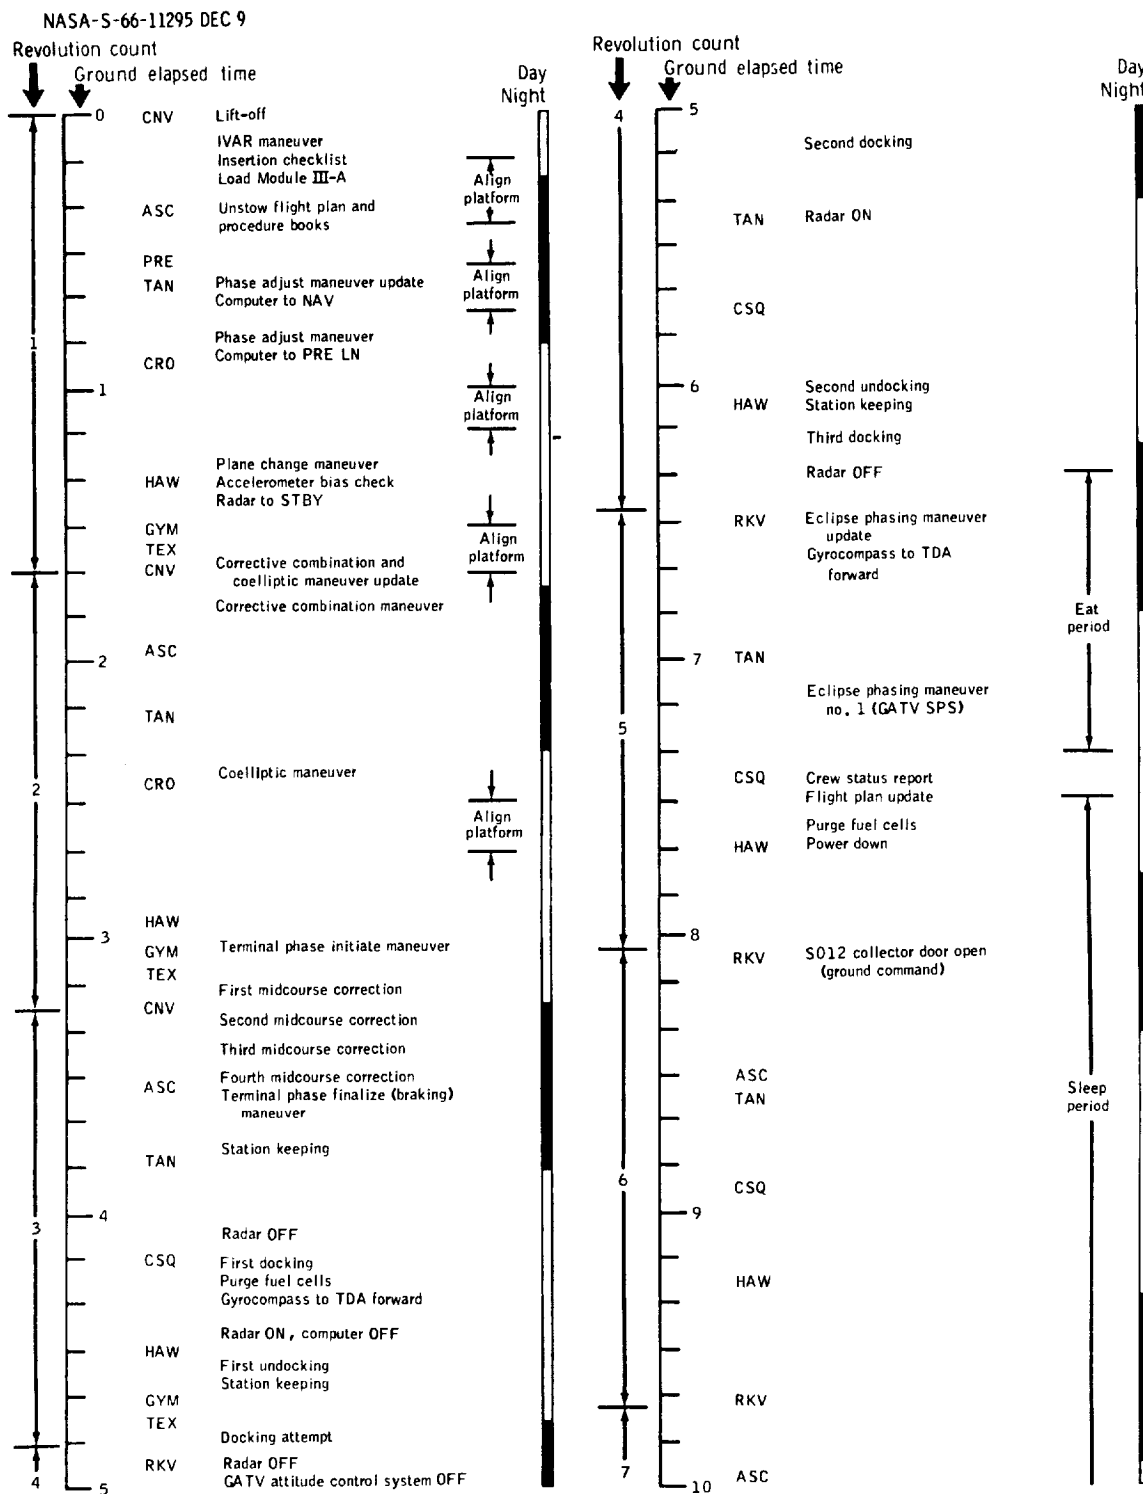 NASA-S-66-11295 DEC 9
Revolution count
Ground elapsed time
Day
Night
0
CNV Lift-off
IVAR maneuver
Insertion checklist
Load Module III-A
Align
platform
ASC Unstow flight plan and
procedure books
PRE
Align
platform
TAN Phase adjust maneuver update
Computer to NAV
1
Phase adjust maneuver
CRO Computer to PRE LN
1
Align
platform
Plane change maneuver
HAW Accelerometer bias check
Radar to STBY
GYM
TEX
Align
platform
CNV Corrective combination and
coelliptic maneuver update
Corrective combination maneuver
ASC
2
TAN
CRO Coelliptic maneuver
2
Align
platform
HAW
3
GYM Terminal phase initiate maneuver
TEX
First midcourse correction
CNV
Second midcourse correction
Third midcourse correction
ASC Fourth midcourse correction
Terminal phase finalize (braking)
maneuver
Station keeping
TAN
4
3
Radar OFF
CSQ First docking
Purge fuel cells
Gyrocompass to TDA forward
Radar ON, computer OFF
HAW
First undocking
Station keeping
GYM
TEX
Docking attempt
RKV Radar OFF
GATV attitude control system OFF
4
5
Revolution count
Ground elapsed time
Day
Night
5
4
Second docking
TAN Radar ON
CSQ
6
Second undocking
HAW Station keeping
Third docking
Radar OFF
RKV Eclipse phasing maneuver
update
Gyrocompass to TDA
forward
Eat
period
7
TAN
Eclipse phasing maneuver
no. 1 (GATV SPS)
5
CSQ Crew status report
Flight plan update
Purge fuel cells
HAW Power down
8
RKV S012 collector door open
(ground command)
ASC
TAN
Sleep
period
6
CSQ
9
HAW
RKV
7
10
ASC